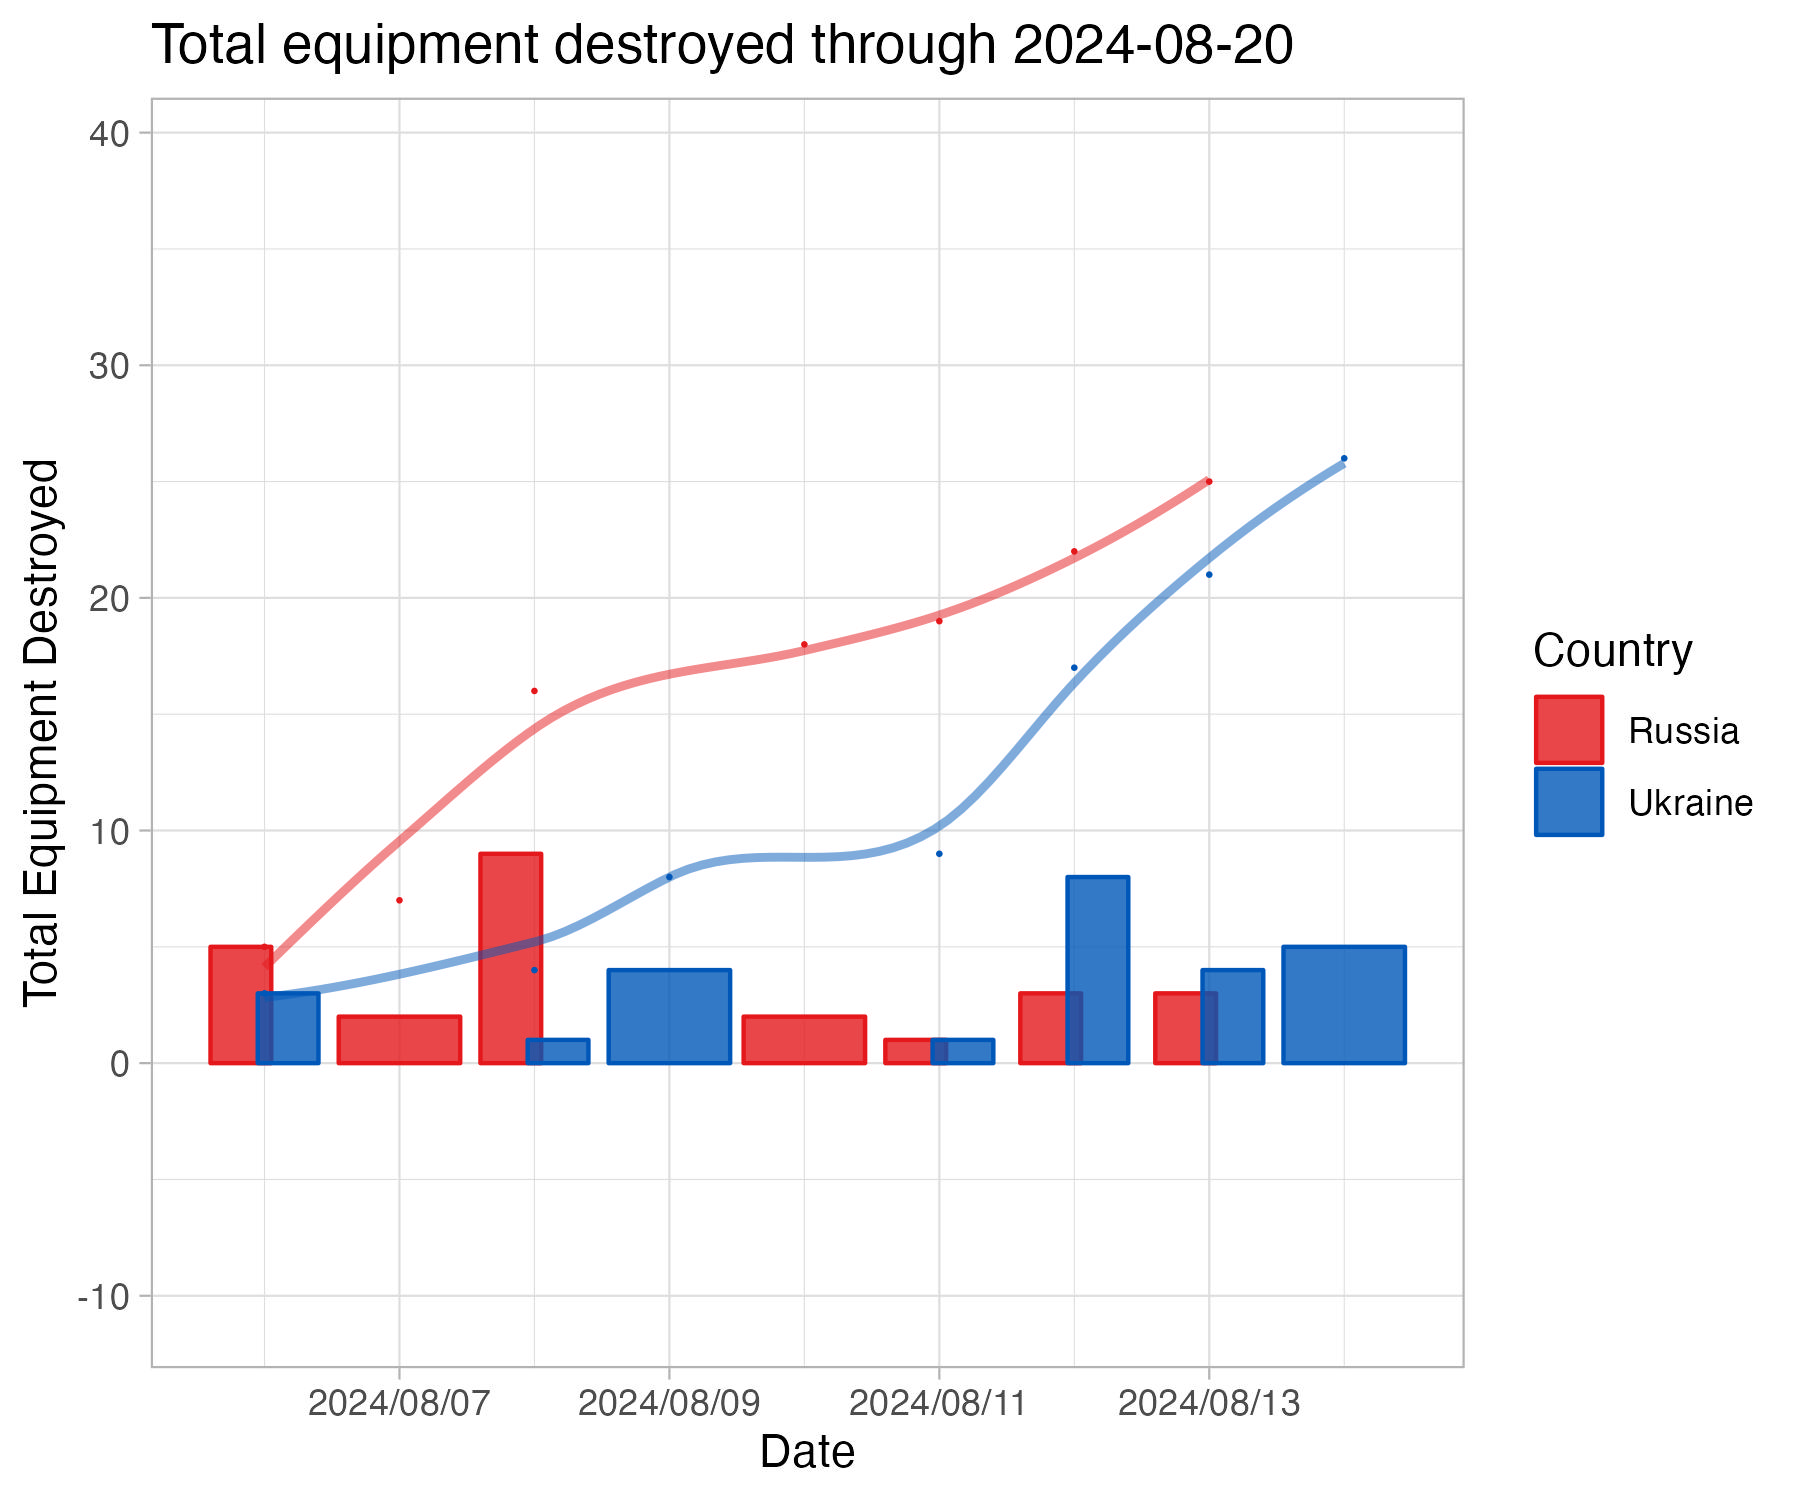 Total equipment destroyed through 2024-08-20
Total Equipment Destroyed
40
30
20
10
0
-10
2024/08/07
2024/08/09
2024/08/11
2024/08/13
Date
Country
Russia
Ukraine